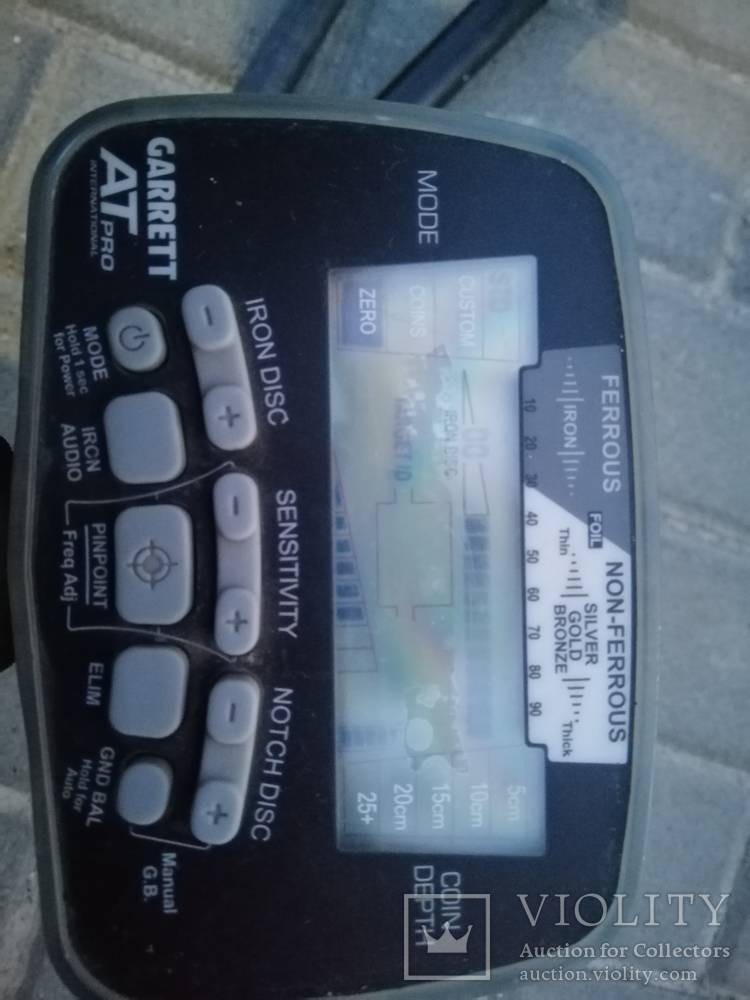 FERROUS
NON-FERROUS
IRON
FOIL
Thin
SILVER
GOLD
BRONZE
Thick
10 20 30 40 50 60 70 80 90
MODE
CUSTOM
COINS
ZERO
IRON DISC
5cm
10cm
15cm
20cm
25+
COIN
DEPTH
IRON DISC
SENSITIVITY
NOTCH DISC
- +
- +
- +
GARRETT
AT PRO
INTERNATIONAL
MODE
Hold 1 sec
for Power
IRON
AUDIO
PINPOINT
Freq Adj
ELIM
GND BAL
Hold for
Auto
Manual
G.B.
VIOLITY
Auction for Collectors
auction.violity.com